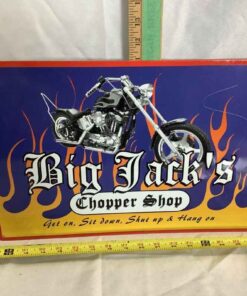 Big Jack's
Chopper Shop
Get on, Sit down, Shut up & Hang on